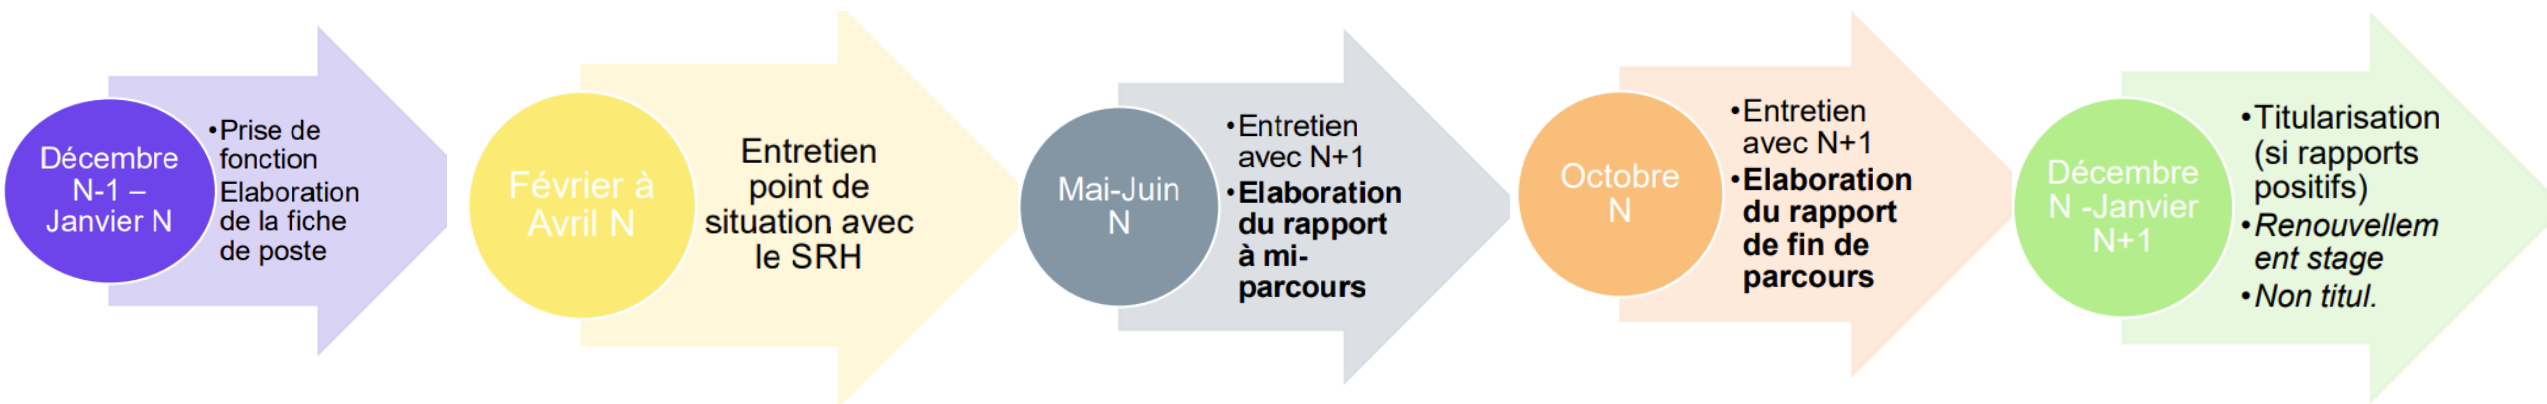 Décembre
N-1 –
Janvier N
•Prise de
fonction
•Elaboration
de la fiche
de poste
Février à
Avril N
Entretien
point de
situation avec
le SRH
Mai-Juin
N
•Entretien
avec N+1
•Elaboration
du rapport
à mi-
parcours
Octobre
N
•Entretien
avec N+1
•Elaboration
du rapport
de fin de
parcours
Décembre
N -Janvier
N+1
•Titularisation
(si rapports
positifs)
•Renouvellem
ent stage
•Non titul.